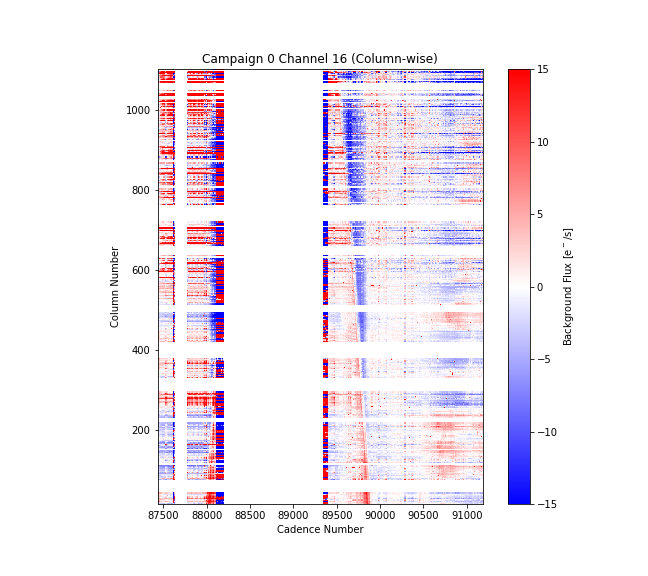 Campaign 0 Channel 16 (Column-wise)
1000
800
600
400
200
Column Number
87500 88000 88500 89000 89500 90000 90500 91000
Cadence Number
15
10
5
0
−5
−10
−15
Background Flux [e⁻/s]